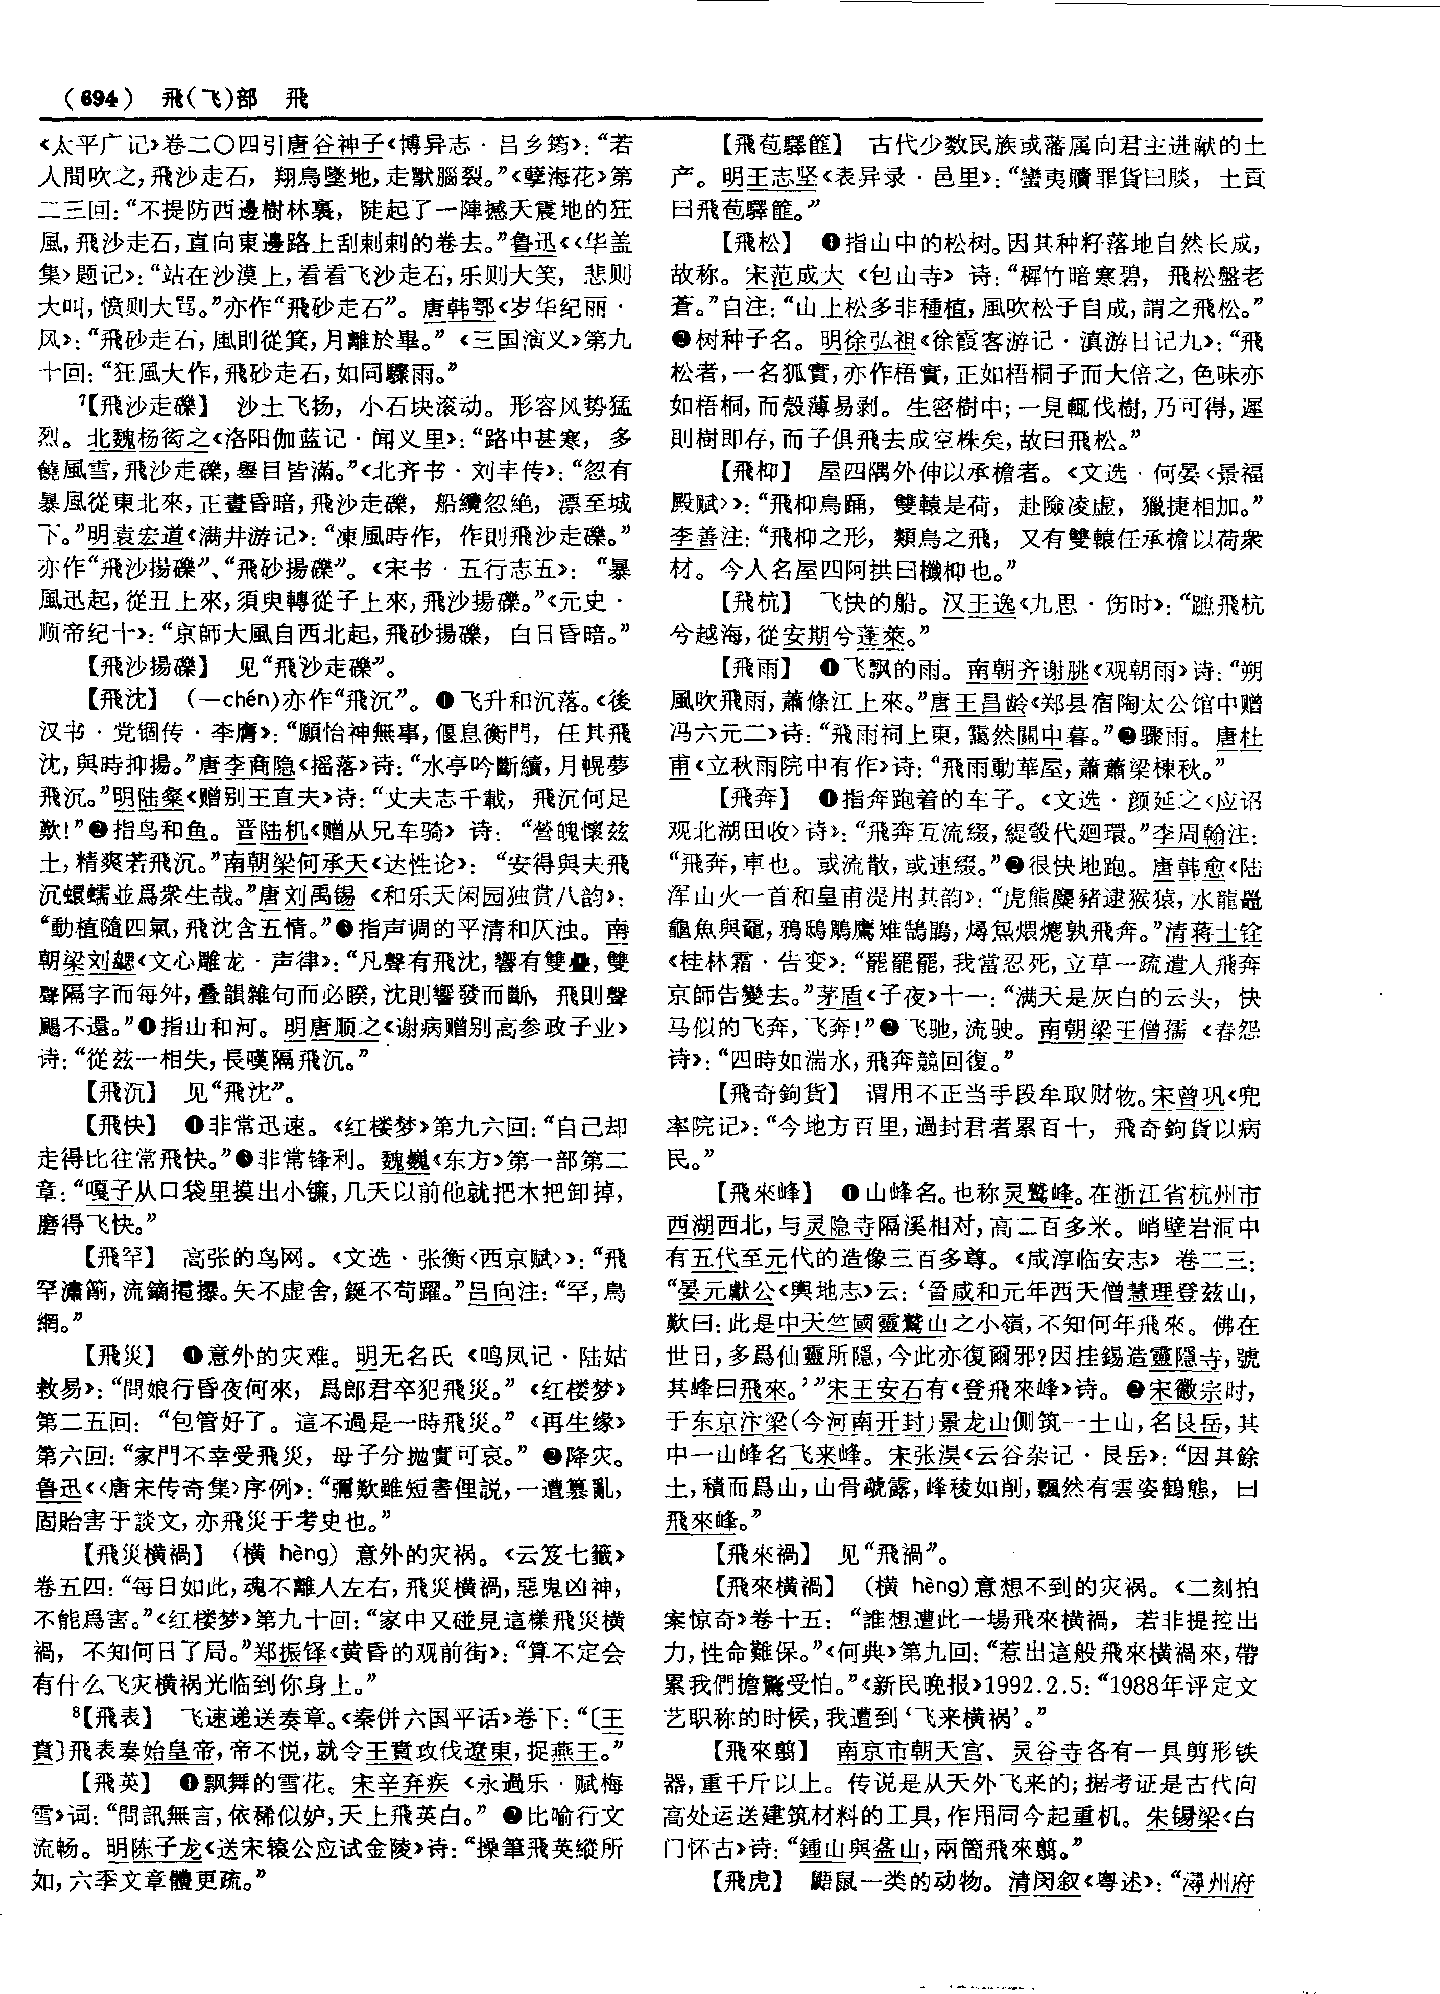 (694) 飛(飞)部 飛
《太平广记》卷二〇四引唐谷神子《博异志·吕乡筠》：“若
人間吹之，飛沙走石，翔鳥墜地，走獸腦裂。”《孽海花》第
二三回：“不提防西邊樹林裏，陡起了一陣撼天震地的狂
風，飛沙走石，直向東邊路上刮剌剌的卷去。”鲁迅《〈华盖
集〉题记》：“站在沙漠上，看看飞沙走石，乐则大笑，悲则
大叫，愤则大骂。”亦作“飛砂走石”。唐韩鄂《岁华纪丽·
风》：“飛砂走石，風則從箕，月離於畢。”《三国演义》第九
十回：“狂風大作，飛砂走石，如同驟雨。”
7【飛沙走礫】 沙土飞扬，小石块滚动。形容风势猛
烈。北魏杨衒之《洛阳伽蓝记·闻义里》：“路中甚寒，多
饒風雪，飛沙走礫，舉目皆滿。”《北齐书·刘丰传》：“忽有
暴風從東北來，正晝昏暗，飛沙走礫，船纜忽絶，漂至城
下。”明袁宏道《满井游记》：“凍風時作，作則飛沙走礫。”
亦作“飛沙揚礫”、“飛砂揚礫”。《宋书·五行志五》：“暴
風迅起，從丑上來，須臾轉從子上來，飛沙揚礫。”《元史·
顺帝纪十》：“京師大風自西北起，飛砂揚礫，白日昏暗。”
【飛沙揚礫】 见“飛沙走礫”。
【飛沈】 (—chén)亦作“飛沉”。❶飞升和沉落。《後
汉书·党锢传·李膺》：“願怡神無事，偃息衡門，任其飛
沈，與時抑揚。”唐李商隐《摇落》诗：“水亭吟斷續，月幌夢
飛沉。”明陆粲《赠别王直夫》诗：“丈夫志千載，飛沉何足
歎！”❷指鸟和鱼。晋陆机《赠从兄车骑》诗：“營魄懷兹
土，精爽若飛沉。”南朝梁何承天《达性论》：“安得與夫飛
沉蠉蠕並爲衆生哉。”唐刘禹锡《和乐天闲园独赏八韵》：
“動植隨四氣，飛沈含五情。”❸指声调的平清和仄浊。南
朝梁刘勰《文心雕龙·声律》：“凡聲有飛沈，響有雙疊，雙
聲隔字而每舛，叠韻雜句而必睽，沈則響發而斷，飛則聲
颺不還。”❹指山和河。明唐顺之《谢病赠别高参政子业》
诗：“從兹一相失，長嘆隔飛沉。”
【飛沉】 见“飛沈”。
【飛快】 ❶非常迅速。《红楼梦》第九六回：“自己却
走得比往常飛快。”❷非常锋利。魏巍《东方》第一部第二
章：“嘎子从口袋里摸出小镰，几天以前他就把木把卸掉，
磨得飞快。”
【飛罕】 高张的鸟网。《文选·张衡〈西京赋〉》：“飛
罕潚箾，流鏑㩧㩧。矢不虚舍，鋋不苟躍。”吕向注：“罕，鳥
網。”
【飛災】 ❶意外的灾难。明无名氏《鸣凤记·陆姑
救易》：“問娘行昏夜何來，爲郎君卒犯飛災。”《红楼梦》
第二五回：“包管好了。這不過是一時飛災。”《再生缘》
第六回：“家門不幸受飛災，母子分抛實可哀。”❷降灾。
鲁迅《〈唐宋传奇集〉序例》：“彌歎雖短書俚説，一遭篡亂，
固貽害于談文，亦飛災于考史也。”
【飛災橫禍】 (橫 hèng) 意外的灾祸。《云笈七籤》
卷五四：“每日如此，魂不離人左右，飛災橫禍，惡鬼凶神，
不能爲害。”《红楼梦》第九十回：“家中又碰見這樣飛災橫
禍，不知何日了局。”郑振铎《黄昏的观前街》：“算不定会
有什么飞灾横祸光临到你身上。”
8【飛表】 飞速递送奏章。《秦併六国平话》卷下：“〔王
賁〕飛表奏始皇帝，帝不悦，就令王賁攻伐遼東，捉燕王。”
【飛英】 ❶飘舞的雪花。宋辛弃疾《永遇乐·赋梅
雪》词：“問訊無言，依稀似妒，天上飛英白。”❷比喻行文
流畅。明陈子龙《送宋辕公应试金陵》诗：“操筆飛英縱所
如，六季文章體更疏。”
【飛苞驛篚】 古代少数民族或藩属向君主进献的土
产。明王志坚《表异录·邑里》：“蠻夷贖罪貨曰賧，土貢
曰飛苞驛篚。”
【飛松】 ❶指山中的松树。因其种籽落地自然长成，
故称。宋范成大《包山寺》诗：“樨竹暗寒碧，飛松盤老
蒼。”自注：“山上松多非種植，風吹松子自成，謂之飛松。”
❷树种子名。明徐弘祖《徐霞客游记·滇游日记九》：“飛
松者，一名狐實，亦作梧實，正如梧桐子而大倍之，色味亦
如梧桐，而殼薄易剥。生密樹中；一見輒伐樹，乃可得，遲
則樹即存，而子俱飛去成空株矣，故曰飛松。”
【飛枊】 屋四隅外伸以承檐者。《文选·何晏〈景福
殿赋〉》：“飛枊鳥踊，雙轅是荷，赴險凌虚，獵捷相加。”
李善注：“飛枊之形，類鳥之飛，又有雙轅任承檐以荷衆
材。今人名屋四阿拱曰櫼枊也。”
【飛杭】 飞快的船。汉王逸《九思·伤时》：“蹠飛杭
兮越海，從安期兮蓬萊。”
【飛雨】 ❶飞飘的雨。南朝齐谢朓《观朝雨》诗：“朔
風吹飛雨，蕭條江上來。”唐王昌龄《郑县宿陶太公馆中赠
冯六元二》诗：“飛雨祠上東，靄然關中暮。”❷骤雨。唐杜
甫《立秋雨院中有作》诗：“飛雨動華屋，蕭蕭梁棟秋。”
【飛奔】 ❶指奔跑着的车子。《文选·颜延之〈应诏
观北湖田收〉诗》：“飛奔互流綴，緹彀代廻環。”李周翰注：
“飛奔，車也。或流散，或連綴。”❷很快地跑。唐韩愈《陆
浑山火一首和皇甫湜用其韵》：“虎熊麋豬逮猴猿，水龍鼉
龜魚與黿，鴉鴟鵰鷹雉鵠鵾，燖炰煨爊孰飛奔。”清蒋士铨
《桂林霜·告变》：“罷罷罷，我當忍死，立草一疏遣人飛奔
京師告變去。”茅盾《子夜》十一：“满天是灰白的云头，快
马似的飞奔，飞奔！”❸飞驰，流驶。南朝梁王僧孺《春怨
诗》：“四時如湍水，飛奔競回復。”
【飛奇鉤貨】 谓用不正当手段牟取财物。宋曾巩《兜
率院记》：“今地方百里，過封君者累百十，飛奇鉤貨以病
民。”
【飛來峰】 ❶山峰名。也称灵鹫峰。在浙江省杭州市
西湖西北，与灵隐寺隔溪相对，高二百多米。峭壁岩洞中
有五代至元代的造像三百多尊。《咸淳临安志》卷二三：
“晏元獻公《輿地志》云：‘晉咸和元年西天僧慧理登兹山，
歎曰：此是中天竺國靈鷲山之小嶺，不知何年飛來。佛在
世日，多爲仙靈所隱，今此亦復爾邪？因挂錫造靈隱寺，號
其峰曰飛來。’”宋王安石有《登飛來峰》诗。❷宋徽宗时，
于东京汴梁(今河南开封)景龙山侧筑一土山，名艮岳，其
中一山峰名飞来峰。宋张淏《云谷杂记·艮岳》：“因其餘
土，積而爲山，山骨虣露，峰稜如削，飄然有雲姿鶴態，曰
飛來峰。”
【飛來禍】 见“飛禍”。
【飛來橫禍】 (橫 hèng)意想不到的灾祸。《二刻拍
案惊奇》卷十五：“誰想遭此一場飛來橫禍，若非提控出
力，性命難保。”《何典》第九回：“惹出這般飛來橫禍來，帶
累我們擔驚受怕。”《新民晚报》1992.2.5：“1988年评定文
艺职称的时候，我遭到‘飞来横祸’。”
【飛來翦】 南京市朝天宫、灵谷寺各有一具剪形铁
器，重千斤以上。传说是从天外飞来的；据考证是古代向
高处运送建筑材料的工具，作用同今起重机。朱锡梁《白
门怀古》诗：“鍾山與盋山，兩箇飛來翦。”
【飛虎】 鼯鼠一类的动物。清闵叙《粤述》：“潯州府